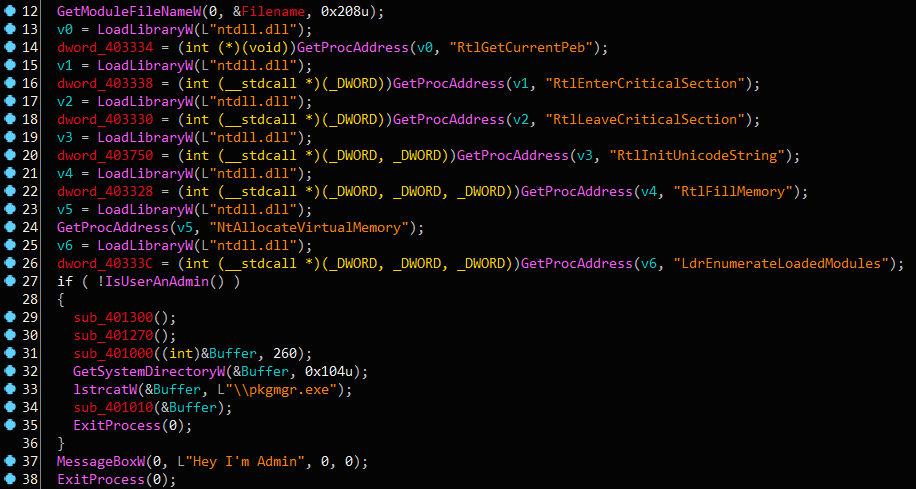 12 GetModuleFileNameW(0, &Filename, 0x208u);
13 v0 = LoadLibraryW(L"ntdll.dll");
14 dword_403334 = (int (*)(void))GetProcAddress(v0, "RtlGetCurrentPeb");
15 v1 = LoadLibraryW(L"ntdll.dll");
16 dword_403338 = (int (__stdcall *)(_DWORD))GetProcAddress(v1, "RtlEnterCriticalSection");
17 v2 = LoadLibraryW(L"ntdll.dll");
18 dword_403330 = (int (__stdcall *)(_DWORD))GetProcAddress(v2, "RtlLeaveCriticalSection");
19 v3 = LoadLibraryW(L"ntdll.dll");
20 dword_403750 = (int (__stdcall *)(_DWORD, _DWORD))GetProcAddress(v3, "RtlInitUnicodeString");
21 v4 = LoadLibraryW(L"ntdll.dll");
22 dword_403328 = (int (__stdcall *)(_DWORD, _DWORD, _DWORD))GetProcAddress(v4, "RtlFillMemory");
23 v5 = LoadLibraryW(L"ntdll.dll");
24 GetProcAddress(v5, "NtAllocateVirtualMemory");
25 v6 = LoadLibraryW(L"ntdll.dll");
26 dword_40333C = (int (__stdcall *)(_DWORD, _DWORD, _DWORD))GetProcAddress(v6, "LdrEnumerateLoadedModules");
27 if ( !IsUserAnAdmin() )
28 {
29 sub_401300();
30 sub_401270();
31 sub_401000((int)&Buffer, 260);
32 GetSystemDirectoryW(&Buffer, 0x104u);
33 lstrcatW(&Buffer, L"\\pkgmgr.exe");
34 sub_401010(&Buffer);
35 ExitProcess(0);
36 }
37 MessageBoxW(0, L"Hey I'm Admin", 0, 0);
38 ExitProcess(0);